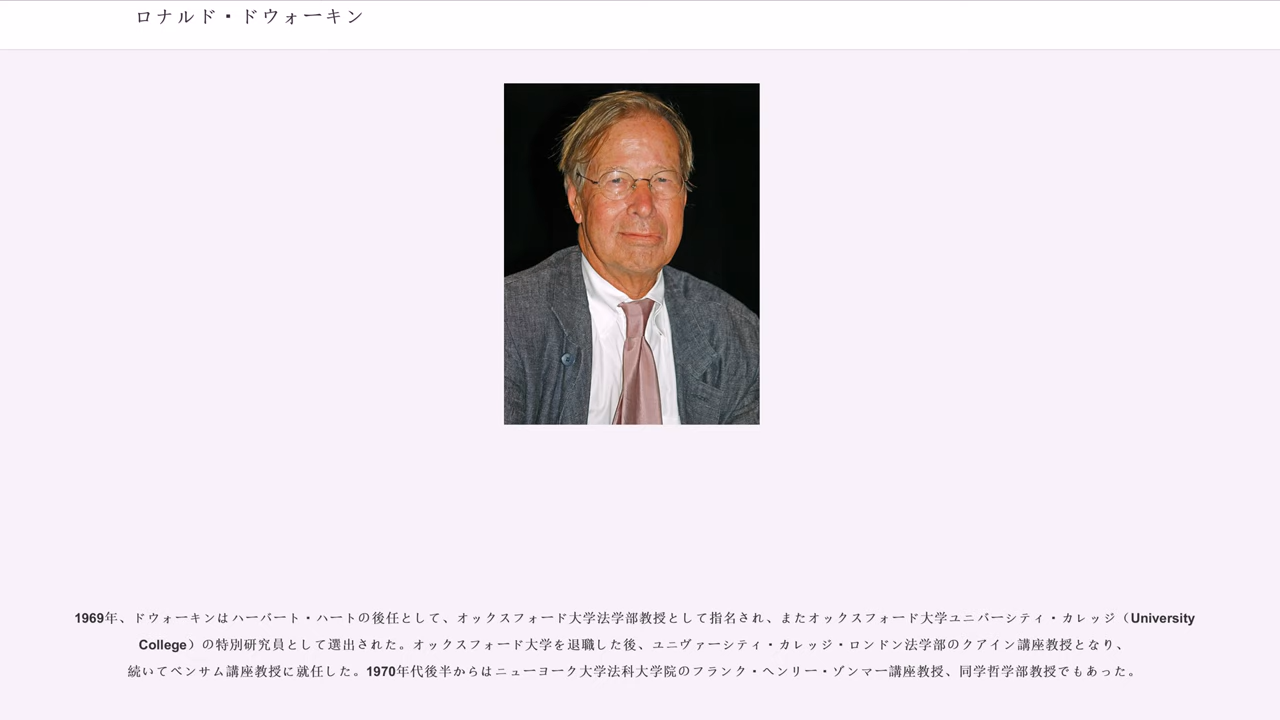 ロナルド・ドウォーキン
1969年、ドウォーキンはハーバート・ハートの後任として、オックスフォード大学法学部教授として指名され、またオックスフォード大学ユニバーシティ・カレッジ（University
College）の特別研究員として選出された。オックスフォード大学を退職した後、ユニヴァーシティ・カレッジ・ロンドン法学部のクアイン講座教授となり、
続いてベンサム講座教授に就任した。1970年代後半からはニューヨーク大学法科大学院のフランク・ヘンリー・ゾンマー講座教授、同学哲学部教授でもあった。